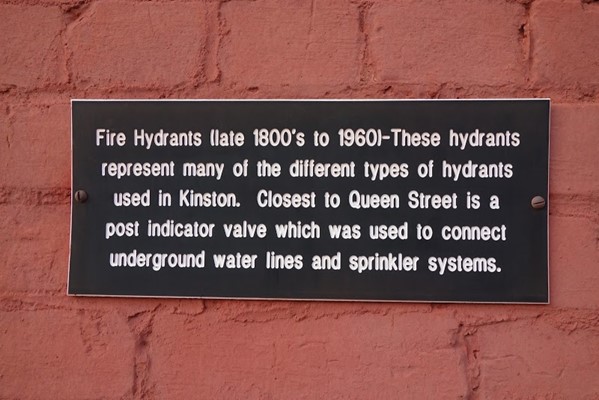 Fire Hydrants (late 1800's to 1960)-These hydrants
represent many of the different types of hydrants
used in Kinston.  Closest to Queen Street is a
post indicator valve which was used to connect
underground water lines and sprinkler systems.